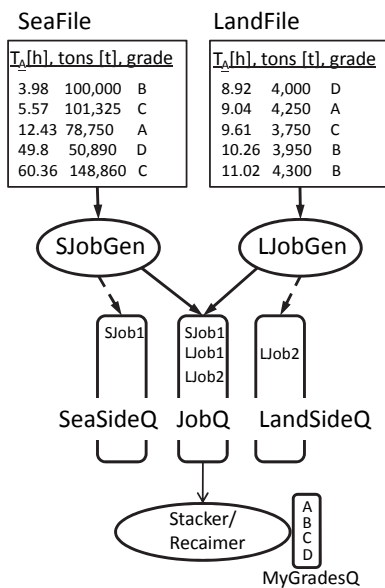 SeaFile
T_A[h], tons [t], grade
3.98 100,000 B
5.57 101,325 C
12.43 78,750 A
49.8 50,890 D
60.36 148,860 C
LandFile
T_A[h], tons [t], grade
8.92 4,000 D
9.04 4,250 A
9.61 3,750 C
10.26 3,950 B
11.02 4,300 B
SJobGen
LJobGen
SJob1
SeaSideQ
SJob1
LJob1
LJob2
JobQ
LJob2
LandSideQ
Stacker/
Recaimer
A
B
C
D
MyGradesQ